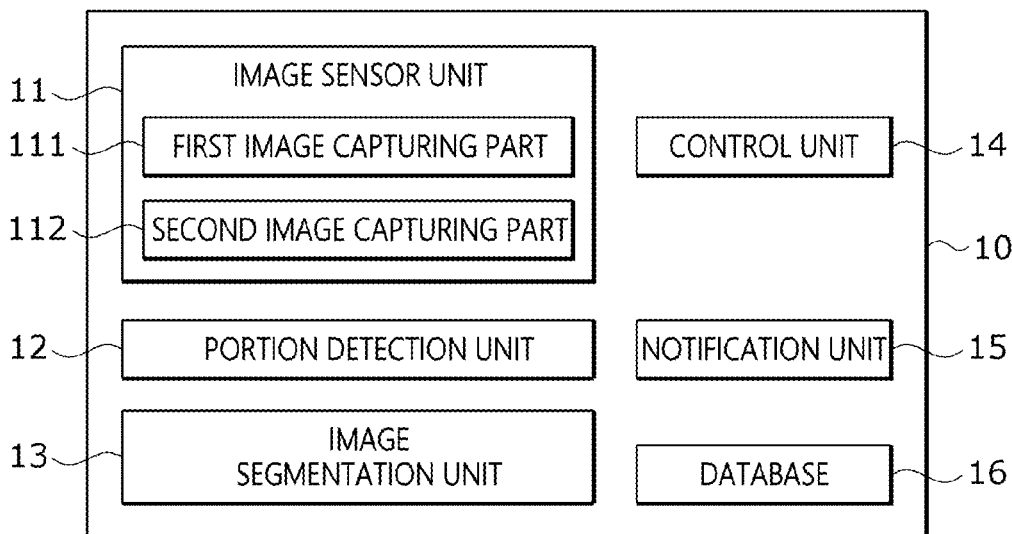 11
IMAGE SENSOR UNIT
111
FIRST IMAGE CAPTURING PART
112
SECOND IMAGE CAPTURING PART
CONTROL UNIT
14
10
12
PORTION DETECTION UNIT
NOTIFICATION UNIT
15
13
IMAGE
SEGMENTATION UNIT
DATABASE
16